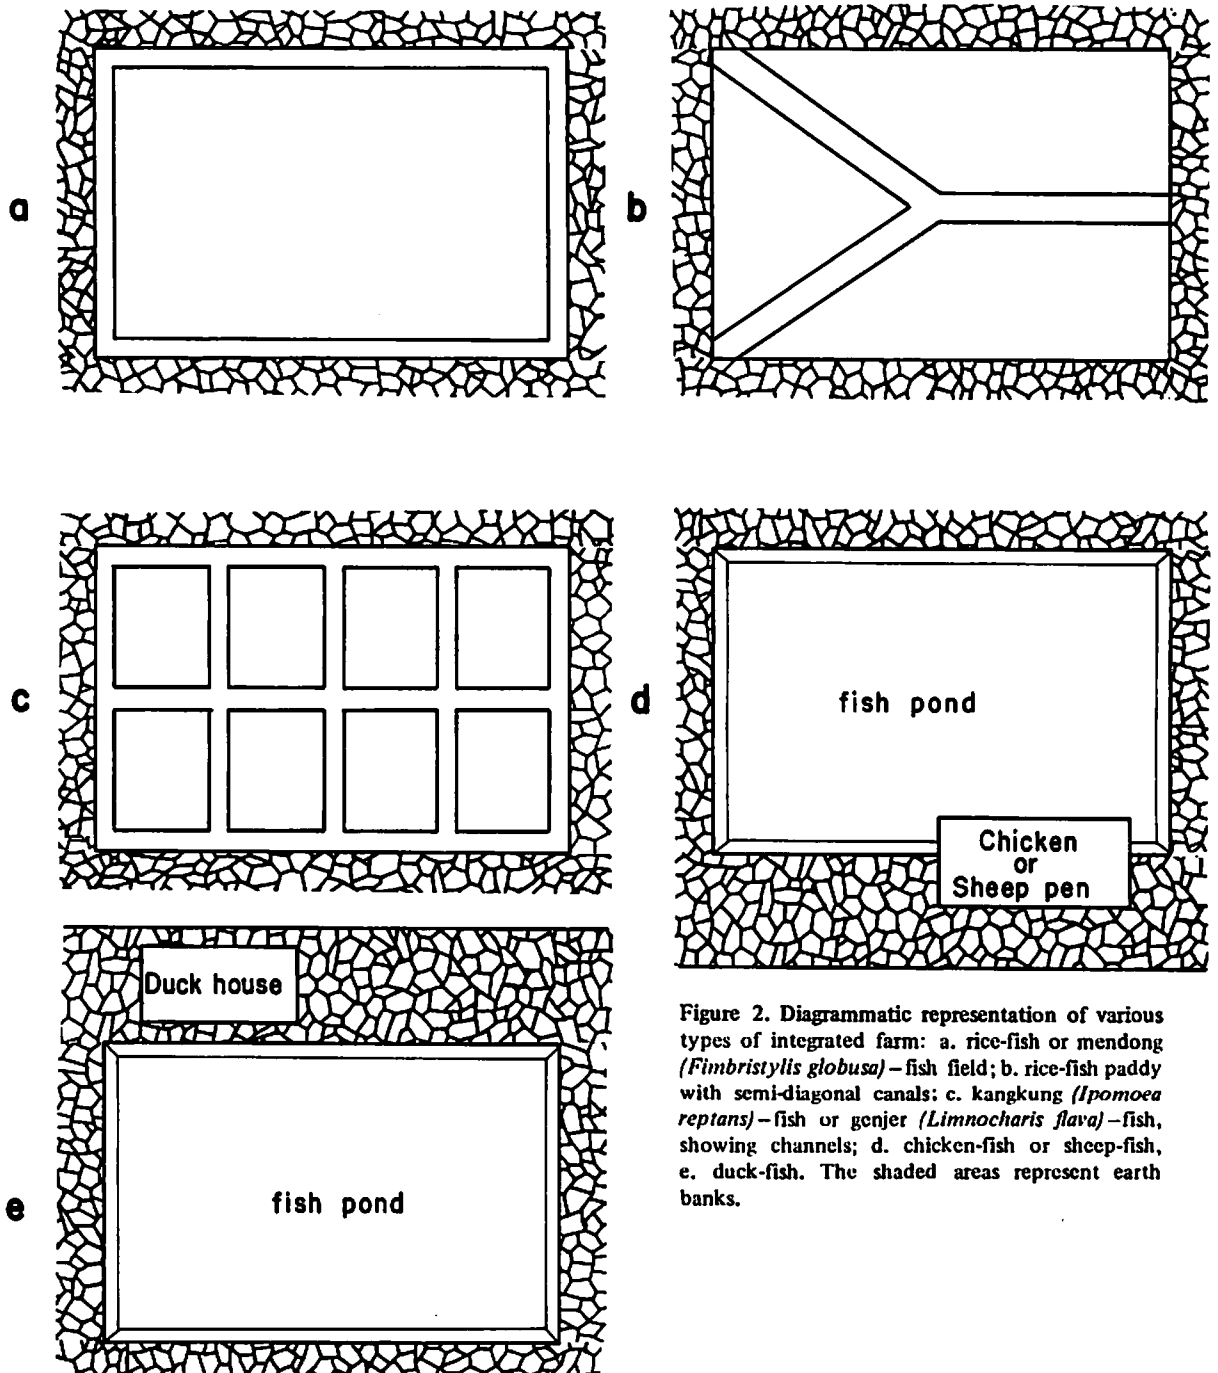 a
b
c
d
fish pond
Chicken
or
Sheep pen
Duck house
e
fish pond
Figure 2. Diagrammatic representation of various
types of integrated farm: a. rice-fish or mendong
(Fimbristylis globusa)–fish field; b. rice-fish paddy
with semi-diagonal canals; c. kangkung (Ipomoea
reptans)–fish or genjer (Limnocharis flava)–fish,
showing channels; d. chicken-fish or sheep-fish,
e. duck-fish. The shaded areas represent earth
banks.